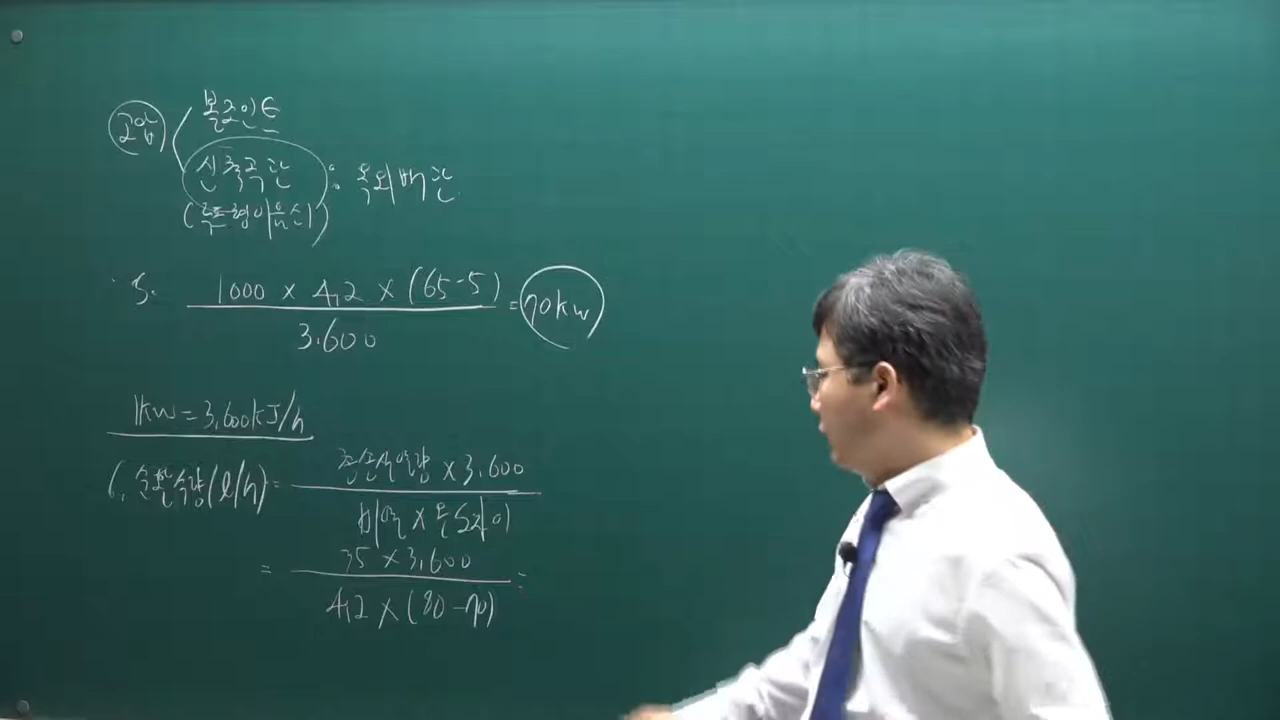 고압
볼조인트
신축곡관 : 옥외배관
(루프형이음쇠)
5. 1000 × 4.2 × (65-5) = 70kw
3.600
1kw = 3,600kJ/h
6. 순환수량(l/h) = 총손실열량 × 3.600
비열 × 온도차이
= 35 × 3,600 =
4.2 × (80-70)